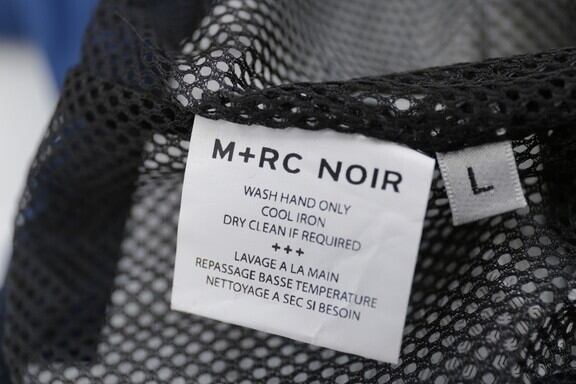 M+RC NOIR
WASH HAND ONLY
COOL IRON
DRY CLEAN IF REQUIRED
+++
LAVAGE A LA MAIN
REPASSAGE BASSE TEMPERATURE
NETTOYAGE A SEC SI BESOIN
L